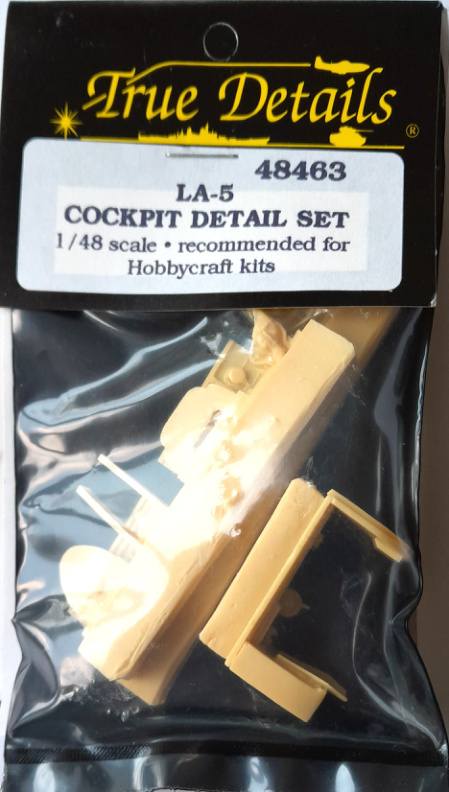 True Details ®
48463
LA-5
COCKPIT DETAIL SET
1/48 scale • recommended for
Hobbycraft kits